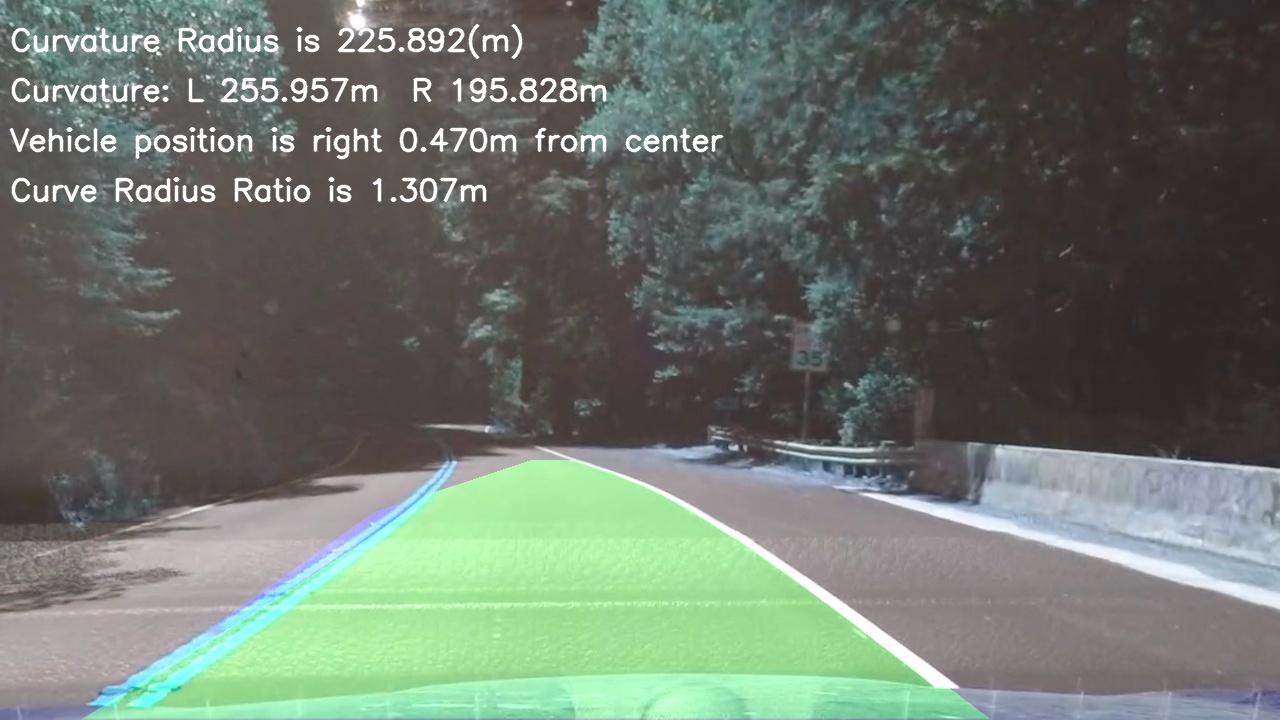 Curvature Radius is 225.892(m)
Curvature: L 255.957m R 195.828m
Vehicle position is right 0.470m from center
Curve Radius Ratio is 1.307m
35